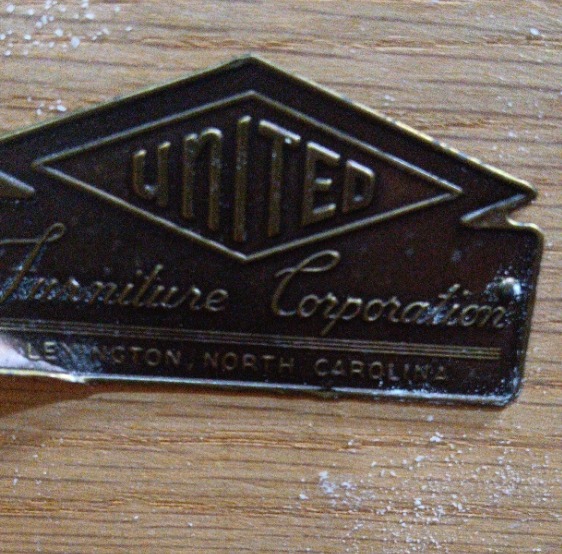 UNITED
Furniture Corporation
LEXINGTON, NORTH CAROLINA